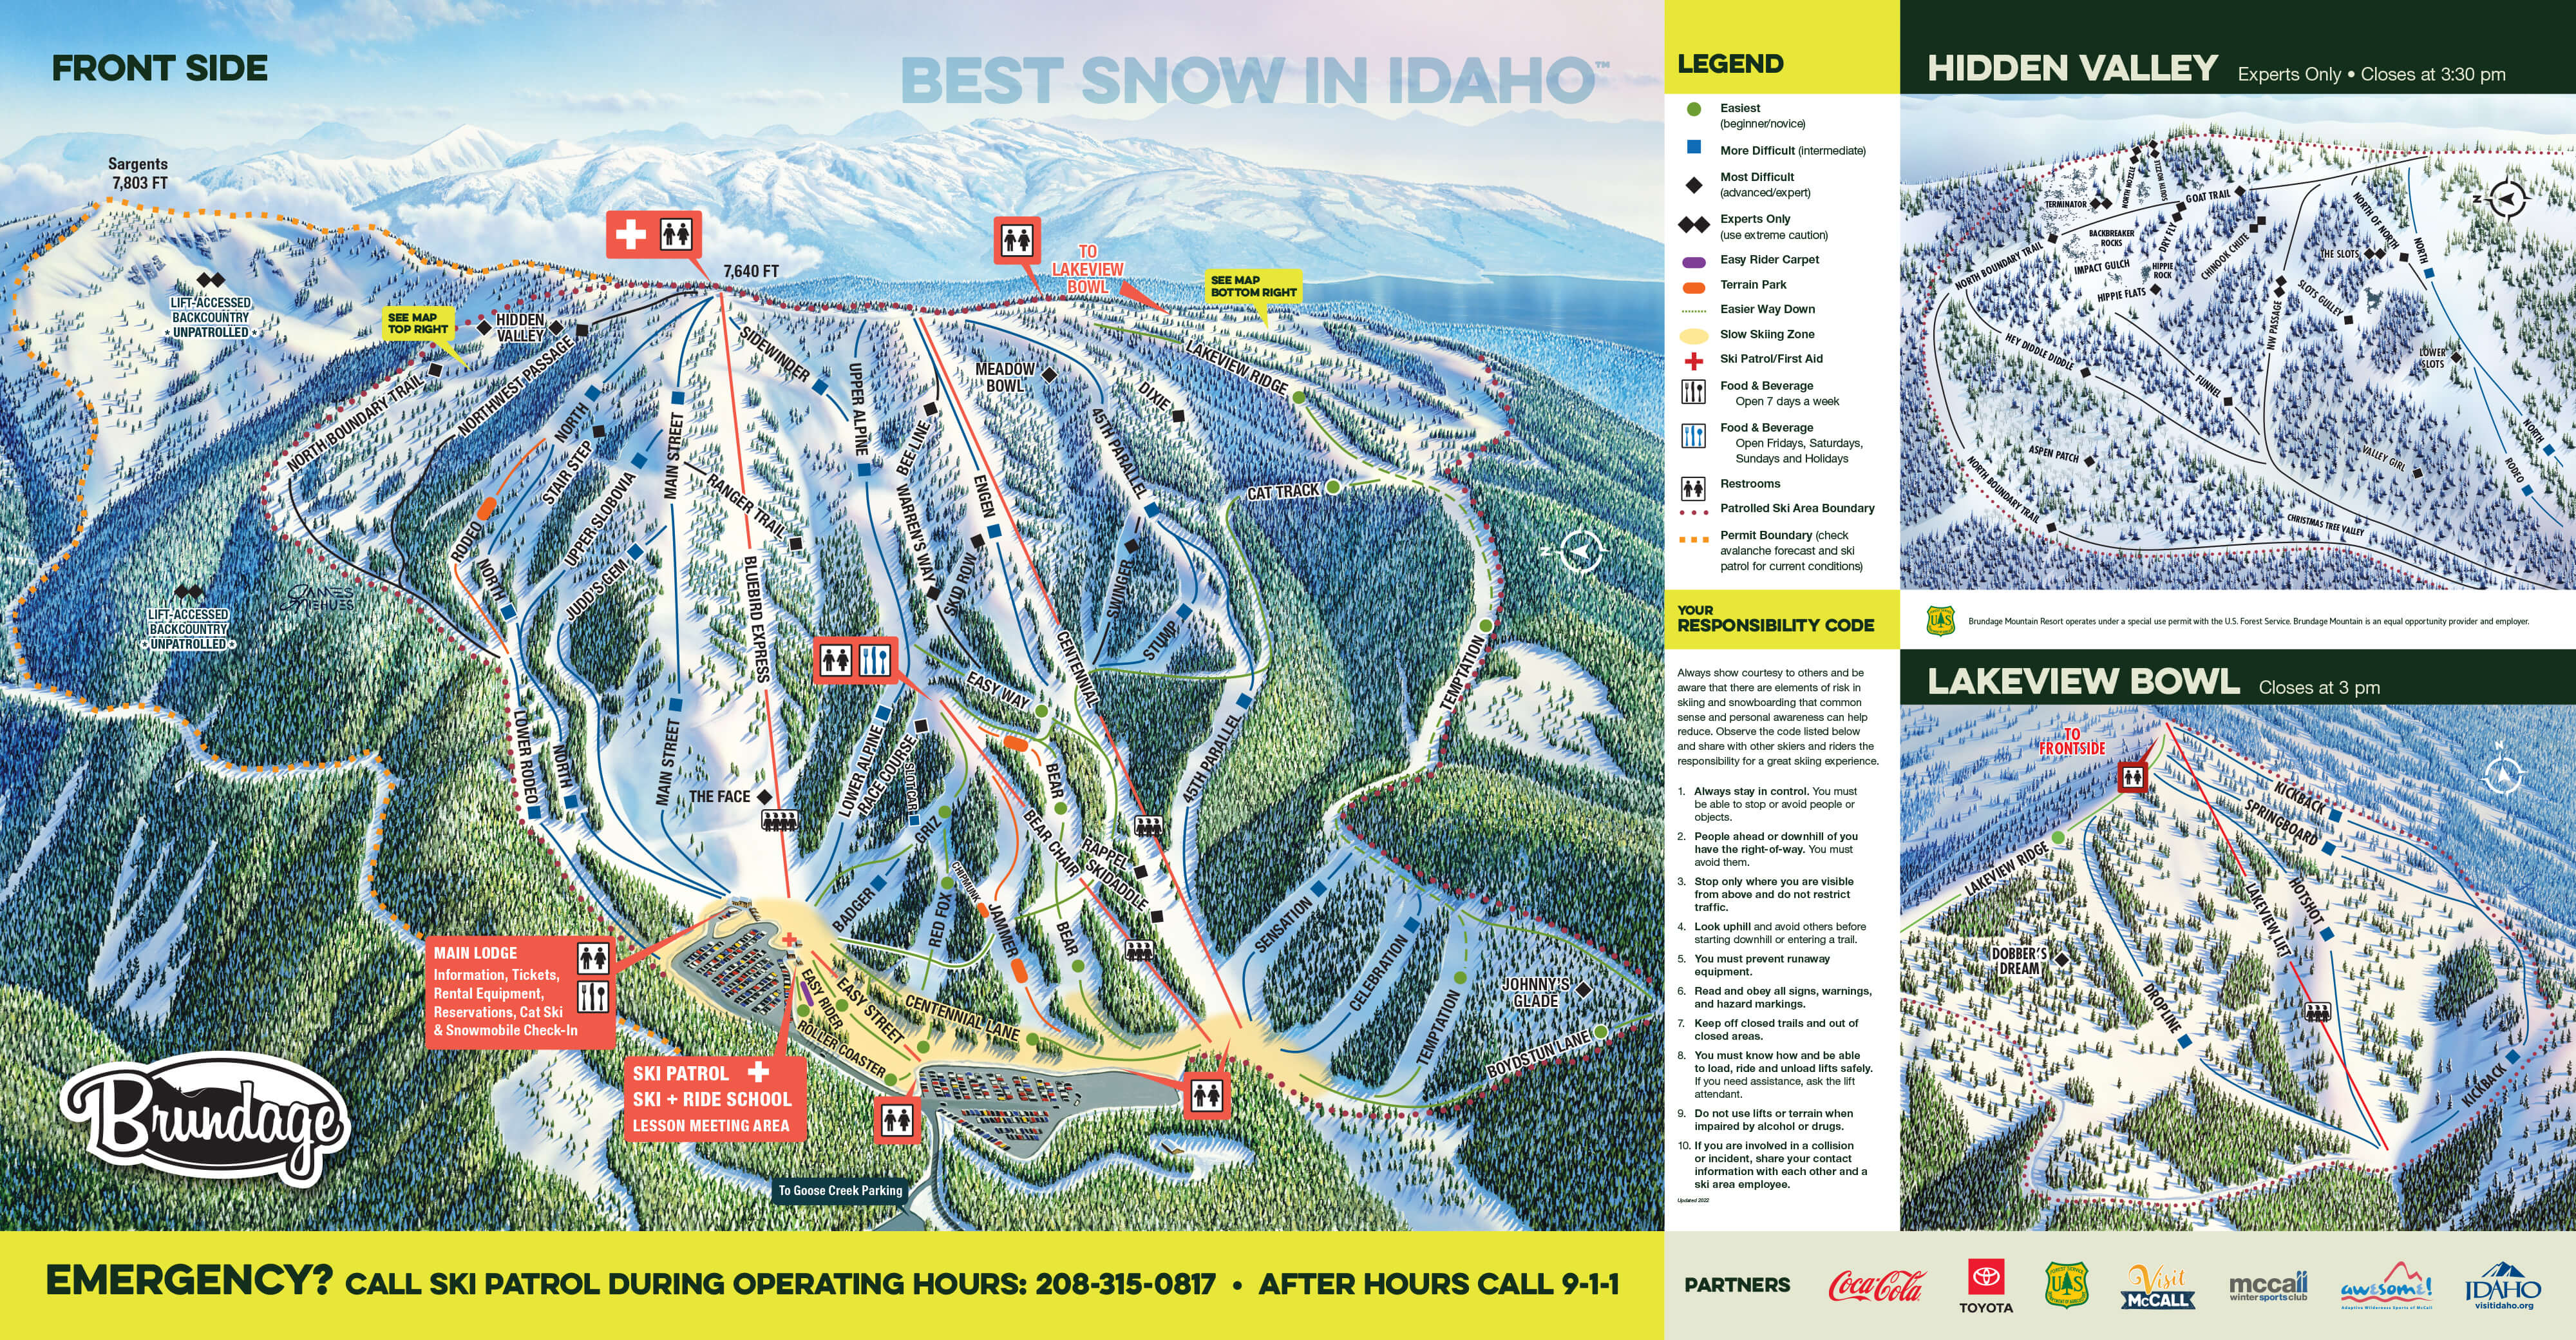 FRONT SIDE
BEST SNOW IN IDAHO™
Sargents
7,803 FT
LIFT-ACCESSED
BACKCOUNTRY
* UNPATROLLED *
SEE MAP
TOP RIGHT
HIDDEN
VALLEY
7,640 FT
TO
LAKEVIEW
BOWL
SEE MAP
BOTTOM RIGHT
NORTH BOUNDARY TRAIL
NORTHWEST PASSAGE
NORTH
STAIR STEP
RODEO
NORTH
UPPER SLOBOVIA
JUDD'S GEM
MAIN STREET
RANGER TRAIL
BLUEBIRD EXPRESS
SIDEWINDER
UPPER ALPINE
BEE LINE
WARREN'S WAY
SKID ROW
ENGEN
MEADOW
BOWL
45TH PARALLEL
DIXIE
LAKEVIEW RIDGE
CAT TRACK
SWINGER
STUMP
CENTENNIAL
EASY WAY
TEMPTATION
LIFT-ACCESSED
BACKCOUNTRY
* UNPATROLLED *
JAMES NIEHUES
LOWER RODEO
NORTH
MAIN STREET
THE FACE
LOWER ALPINE
RACE COURSE
SLOT CAR
GRIZ
BEAR
BEAR CHAIR
RAPPEL
SKIDADDLE
45TH PARALLEL
BADGER
RED FOX
CHIPMUNK
JAMMER
BEAR
SENSATION
CELEBRATION
TEMPTATION
JOHNNY'S
GLADE
BOYDSTUN LANE
EASY RIDER
EASY STREET
ROLLER COASTER
CENTENNIAL LANE
MAIN LODGE
Information, Tickets,
Rental Equipment,
Reservations, Cat Ski
& Snowmobile Check-In
SKI PATROL
SKI + RIDE SCHOOL
LESSON MEETING AREA
To Goose Creek Parking
Brundage
N
EMERGENCY? CALL SKI PATROL DURING OPERATING HOURS: 208-315-0817 • AFTER HOURS CALL 9-1-1
LEGEND
Easiest
(beginner/novice)
More Difficult (intermediate)
Most Difficult
(advanced/expert)
Experts Only
(use extreme caution)
Easy Rider Carpet
Terrain Park
Easier Way Down
Slow Skiing Zone
Ski Patrol/First Aid
Food & Beverage
Open 7 days a week
Food & Beverage
Open Fridays, Saturdays,
Sundays and Holidays
Restrooms
Patrolled Ski Area Boundary
Permit Boundary (check
avalanche forecast and ski
patrol for current conditions)
YOUR
RESPONSIBILITY CODE
Always show courtesy to others and be
aware that there are elements of risk in
skiing and snowboarding that common
sense and personal awareness can help
reduce. Observe the code listed below
and share with other skiers and riders the
responsibility for a great skiing experience.
1. Always stay in control. You must
be able to stop or avoid people or
objects.
2. People ahead or downhill of you
have the right-of-way. You must
avoid them.
3. Stop only where you are visible
from above and do not restrict
traffic.
4. Look uphill and avoid others before
starting downhill or entering a trail.
5. You must prevent runaway
equipment.
6. Read and obey all signs, warnings,
and hazard markings.
7. Keep off closed trails and out of
closed areas.
8. You must know how and be able
to load, ride and unload lifts safely.
If you need assistance, ask the lift
attendant.
9. Do not use lifts or terrain when
impaired by alcohol or drugs.
10. If you are involved in a collision
or incident, share your contact
information with each other and a
ski area employee.
Updated 2022
HIDDEN VALLEY Experts Only • Closes at 3:30 pm
TERMINATOR
NORTH NOZZLE
SOUTH NOZZLE
GOAT TRAIL
NORTH BOUNDARY TRAIL
BACKBREAKER
ROCKS
DRY FLY
CHINOOK CHUTE
IMPACT GULCH
HIPPIE
ROCK
HIPPIE FLATS
NORTH OF NORTH
THE SLOTS
NORTH
SLOTS GULLEY
NW PASSAGE
LOWER
SLOTS
HEY DIDDLE DIDDLE
FUNNEL
ASPEN PATCH
VALLEY GIRL
NORTH
RODEO
NORTH BOUNDARY TRAIL
CHRISTMAS TREE VALLEY
N
Brundage Mountain Resort operates under a special use permit with the U.S. Forest Service. Brundage Mountain is an equal opportunity provider and employer.
LAKEVIEW BOWL Closes at 3 pm
TO
FRONTSIDE
N
KICKBACK
SPRINGBOARD
LAKEVIEW RIDGE
HOTSHOT
LAKEVIEW LIFT
DOBBER'S
DREAM
DROPLINE
KICKBACK
PARTNERS
Coca-Cola
TOYOTA
FOREST SERVICE
UAS
DEPARTMENT OF AGRICULTURE
Visit
McCALL
mccall
wintersportsclub
awesome!
Adaptive Wilderness Sports of McCall
IDAHO
visitidaho.org